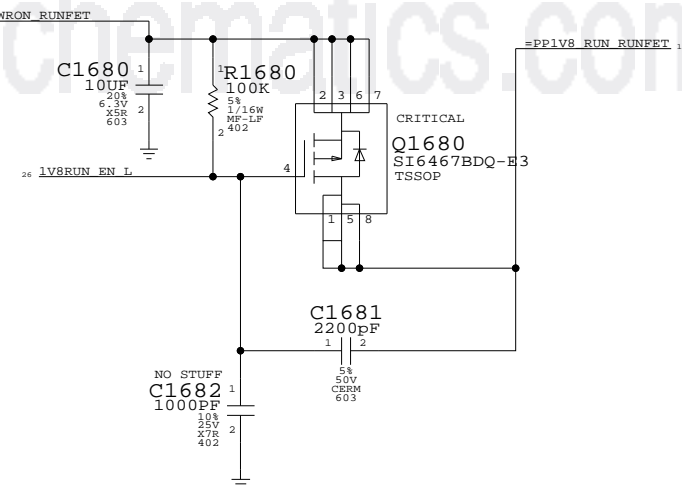 WRON_RUNFET
chematics.com
=PP1V8_RUN_RUNFET 1
C1680 1
10UF
20%
6.3V
X5R
603
2
1 R1680
100K
5%
1/16W
MF-LF
402
2
2 3 6 7
CRITICAL
Q1680
SI6467BDQ-E3
TSSOP
26 1V8RUN_EN_L
4
1 5 8
C1681
2200pF
1 2
5%
50V
CERM
603
NO STUFF
C1682 1
1000PF
10%
25V
X7R
402
2